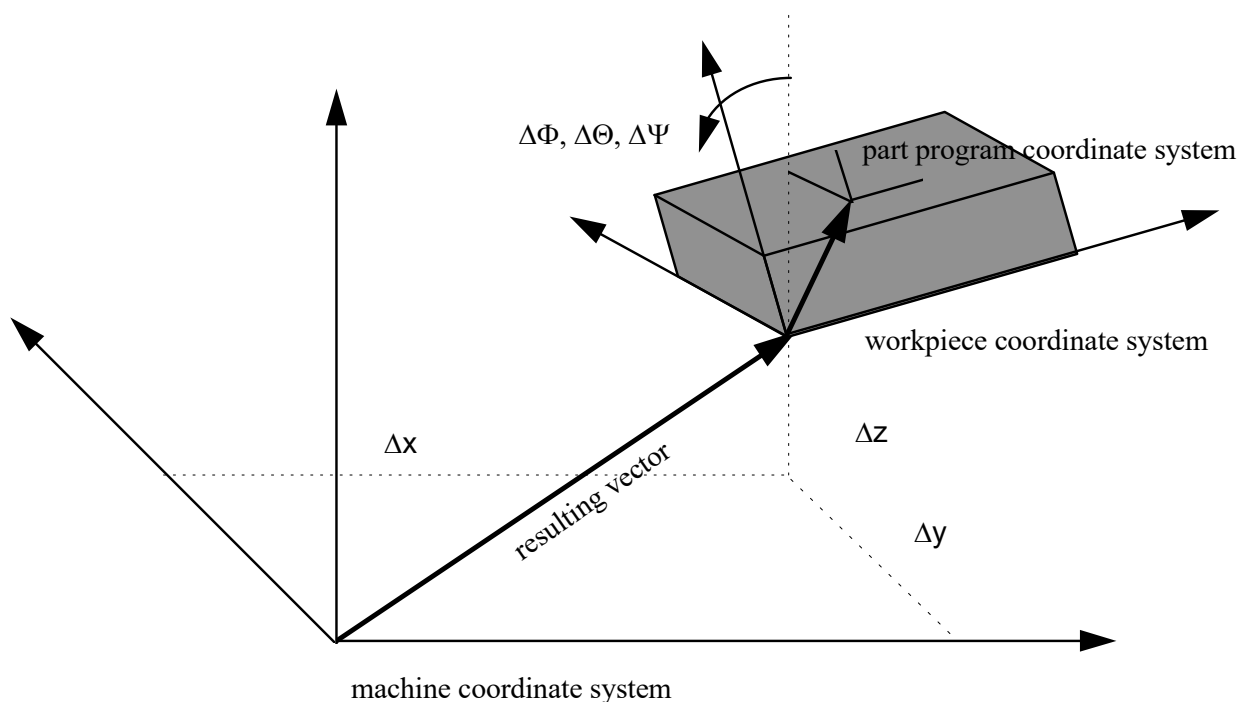 ΔΦ, ΔΘ, ΔΨ
part program coordinate system
workpiece coordinate system
Δx
Δz
resulting vector
Δy
machine coordinate system